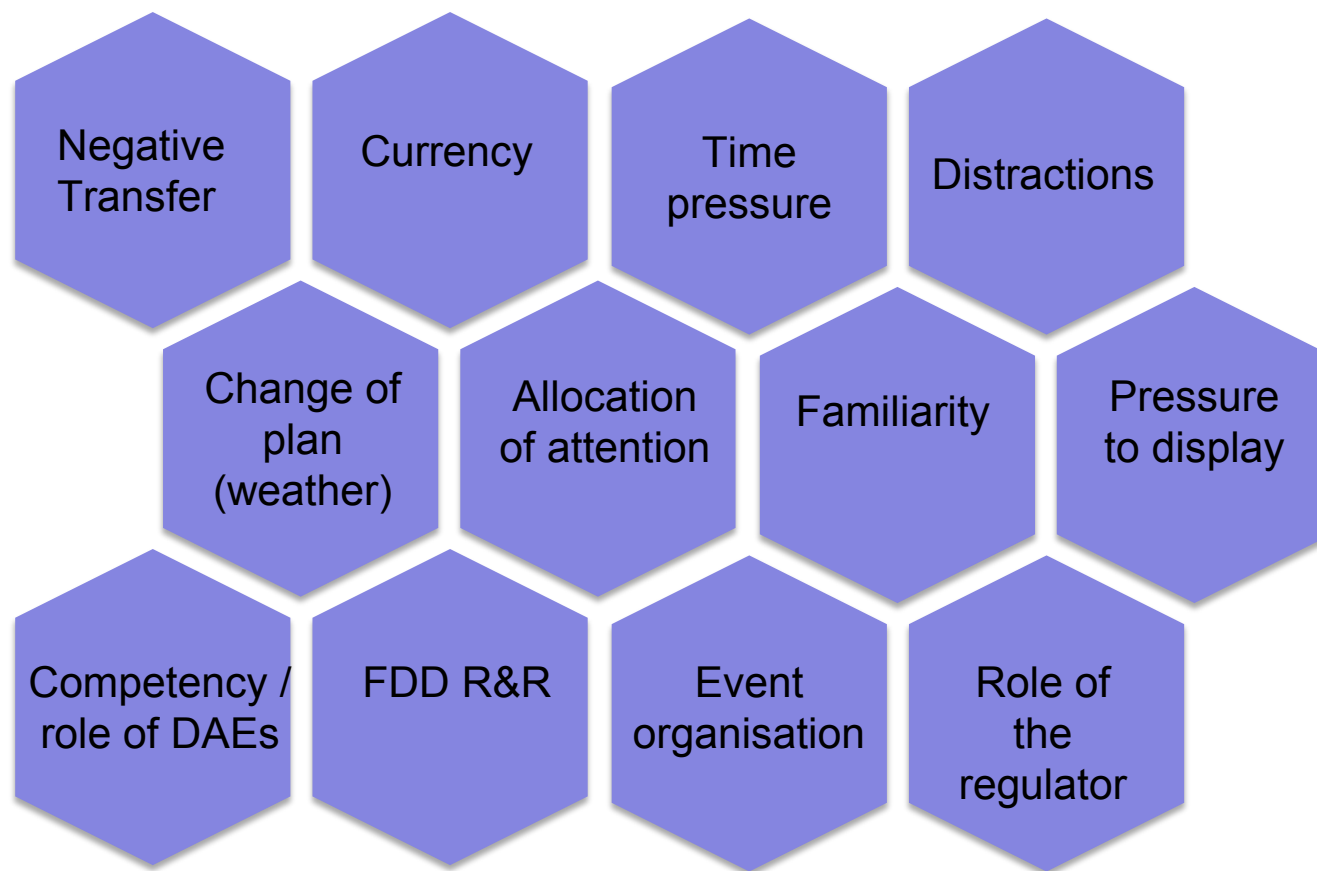 Negative
Transfer
Currency
Time
pressure
Distractions
Change of
plan
(weather)
Allocation
of attention
Familiarity
Pressure
to display
Competency /
role of DAEs
FDD R&R
Event
organisation
Role of
the
regulator